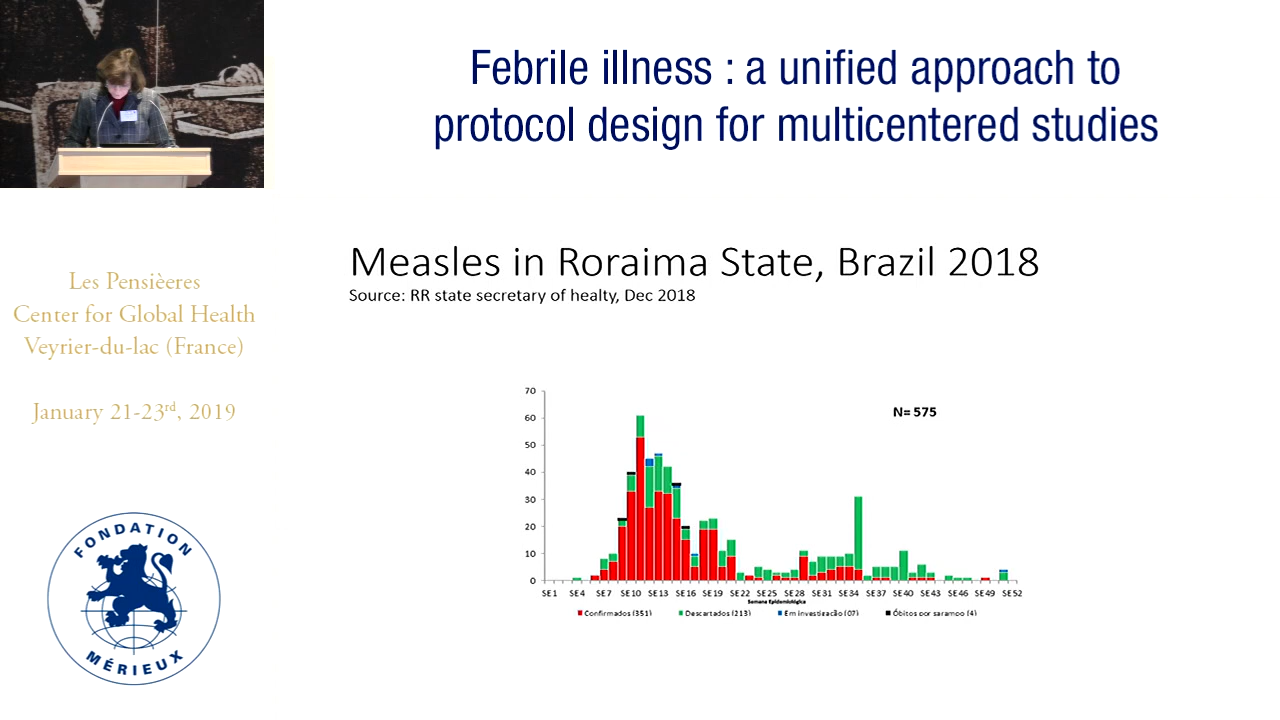 Febrile illness : a unified approach to
protocol design for multicentered studies
Measles in Roraima State, Brazil 2018
Source: RR state secretary of healty, Dec 2018
Les Pensièeres
Center for Global Health
Veyrier-du-lac (France)
January 21-23rd, 2019
FONDATION
MÉRIEUX
N= 575
70
60
50
40
30
20
10
0
SE1 SE4 SE7 SE10 SE13 SE16 SE19 SE22 SE25 SE28 SE31 SE34 SE37 SE40 SE43 SE46 SE49 SE52
Semana Epidemiológica
Confirmados (351) Descartados (213) Em investigação (07) Óbitos por sarampo (4)